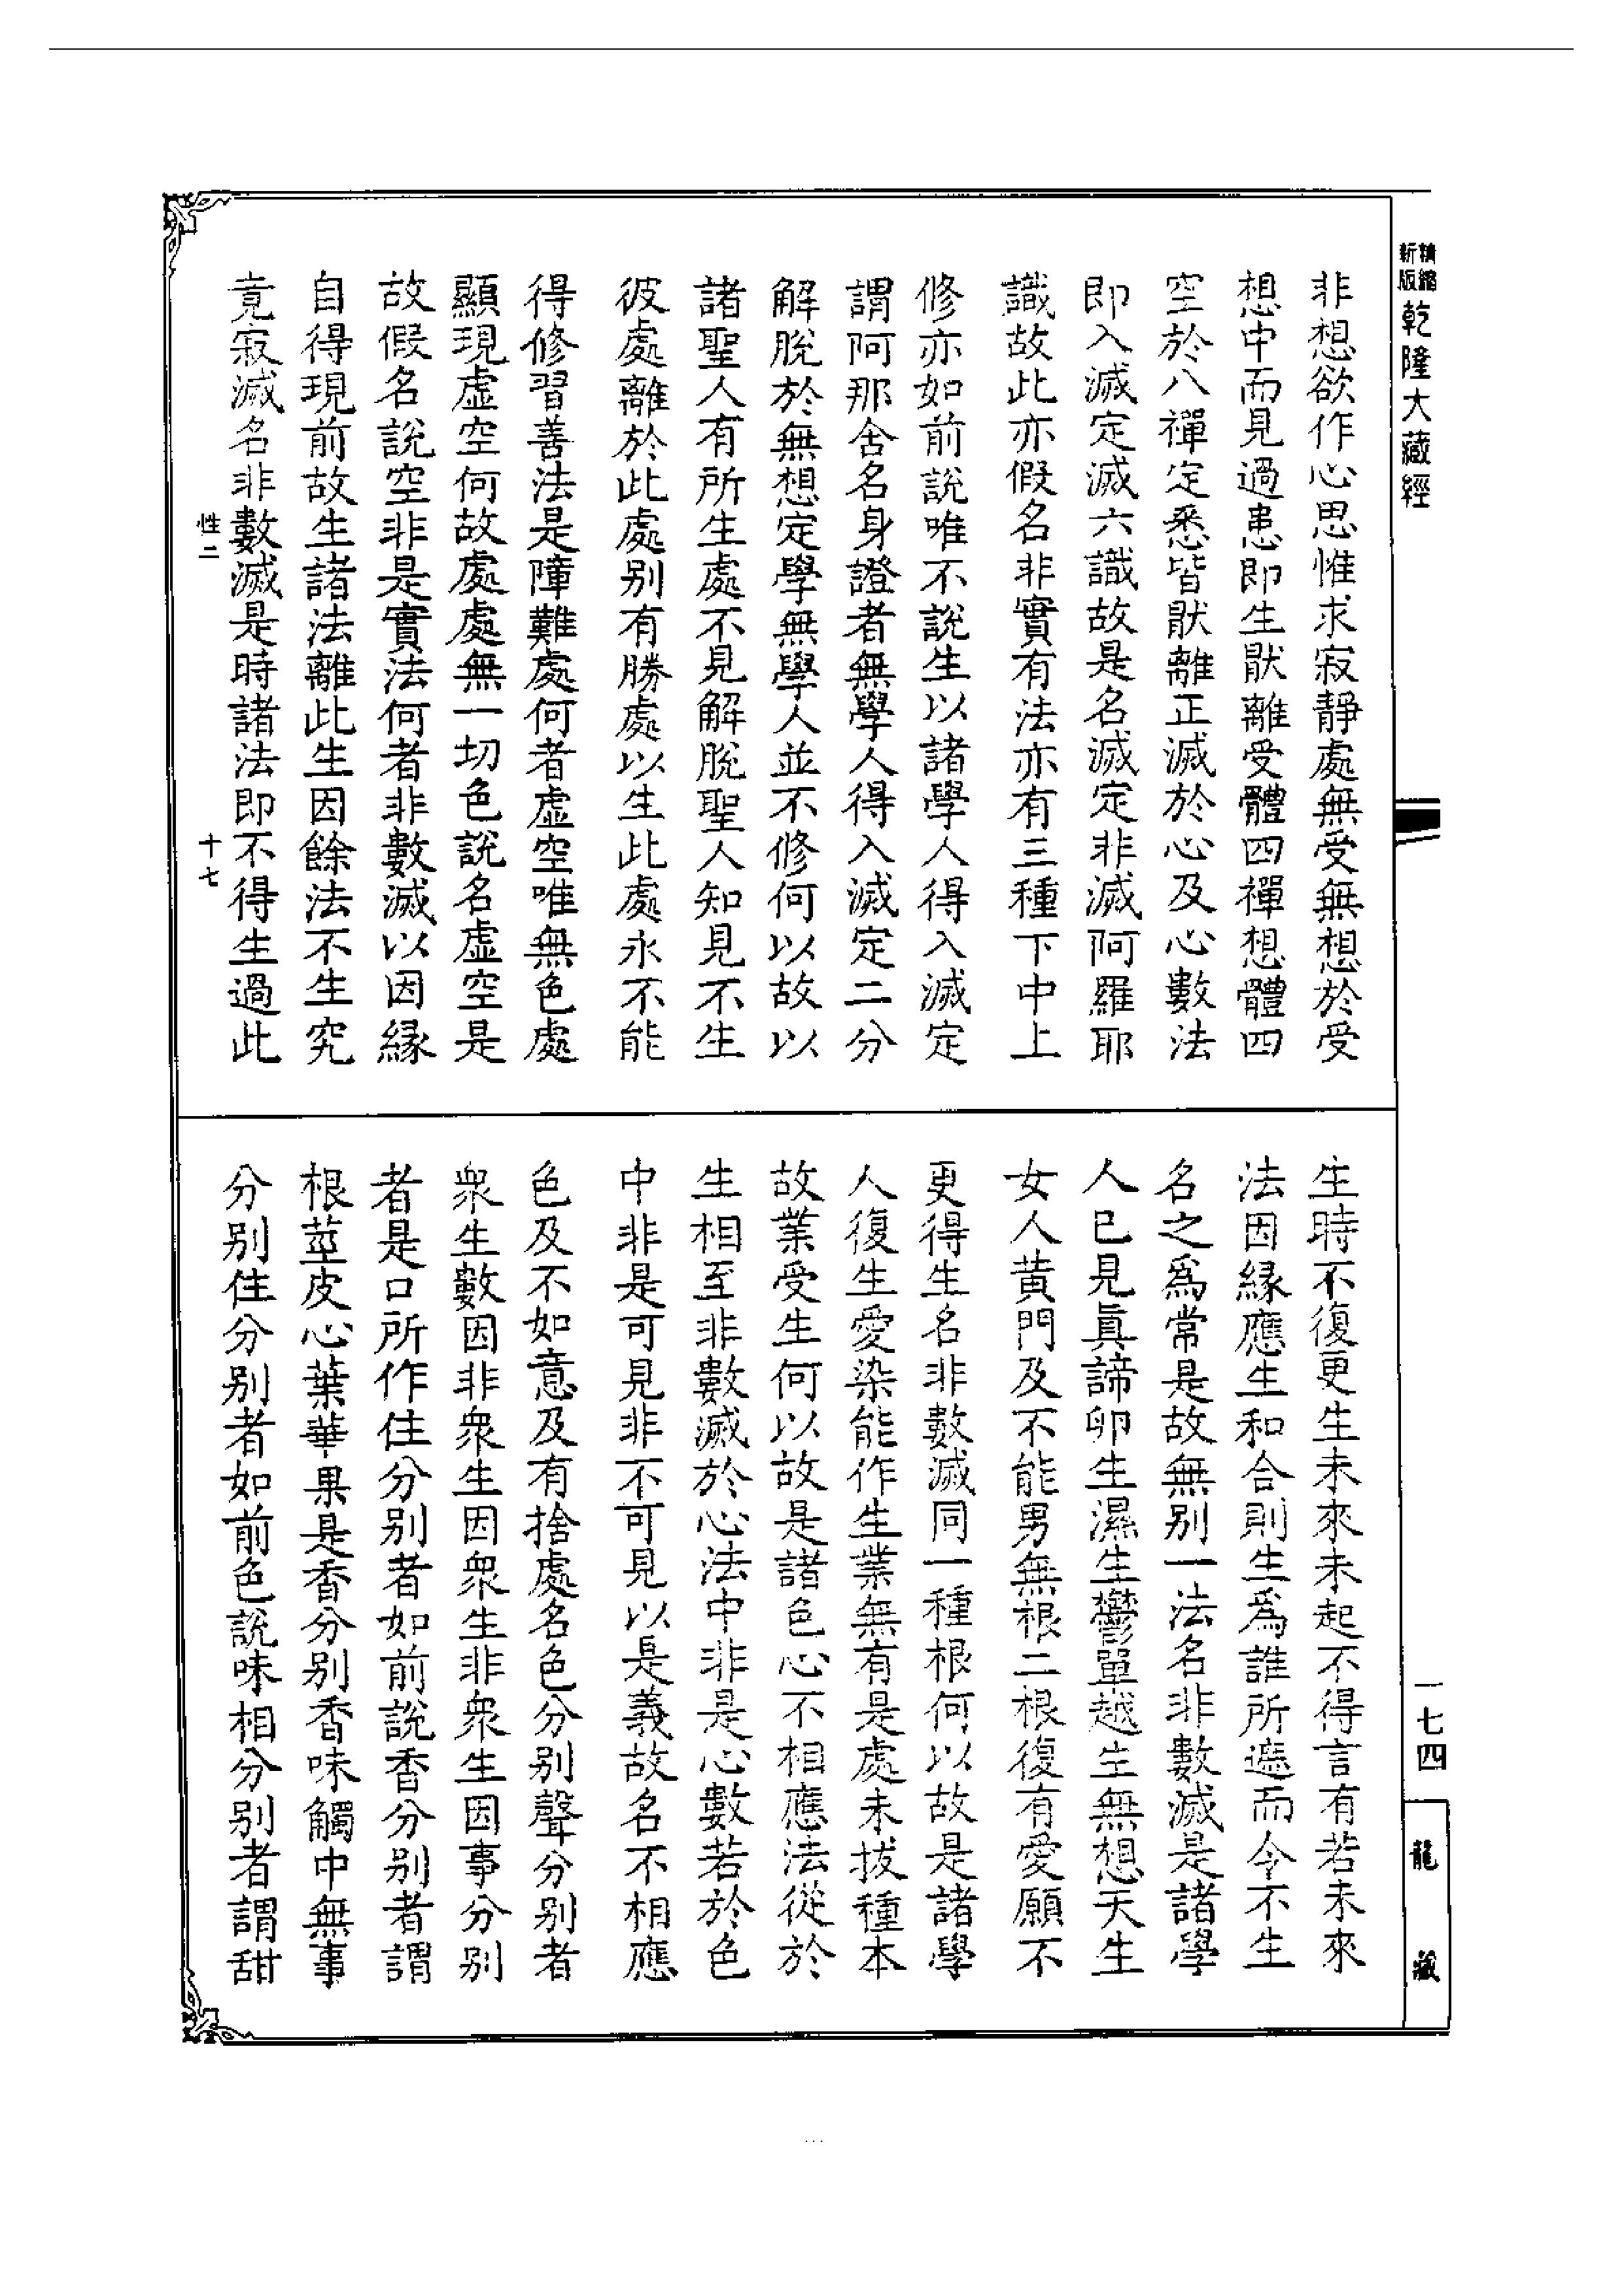 精縮新版乾隆大藏經
非想欲作心思惟求寂靜處無受無想於受
想中而見過患即生猒離受體四禪想體四
空於八禪定悉皆猒離正滅於心及心數法
即入滅定滅六識故是名滅定非滅阿羅耶
識故此亦假名非實有法亦有三種下中上
修亦如前說唯不說生以諸學人得入滅定
謂阿那含名身證者無學人得入滅定二分
解脫於無想定學無學人並不修何以故以
諸聖人有所生處不見解脫聖人知見不生
彼處離於此處別有勝處以生此處永不能
得修習善法是障難處何者虛空唯無色處
顯現虛空何故處處無一切色說名虛空是
故假名說空非是實法何者非數滅以因緣
自得現前故生諸法離此生因餘法不生究
竟寂滅名非數滅是時諸法即不得生過此
性二
十七
生時不復更生未來未起不得言有若未來
法因緣應生和合則生爲誰所遮而令不生
名之爲常是故無別一法名非數滅是諸學
人已見眞諦卵生濕生鬱單越生無想天生
女人黃門及不能男無根二根復有愛願不
更得生名非數滅同一種根何以故是諸學
人復生愛染能作生業無有是處未拔種本
故業受生何以故是諸色心不相應法從於
生相至非數滅於心法中非是心數若於色
中非是可見非不可見以是義故名不相應
色及不如意及有捨處名色分別聲分別者
衆生數因非衆生因衆生非衆生因事分別
者是口所作住分別者如前說香分別者謂
根莖皮心葉華果是香分別香味觸中無事
分別住分別者如前色說味相分別者謂甜
一七四
龍藏